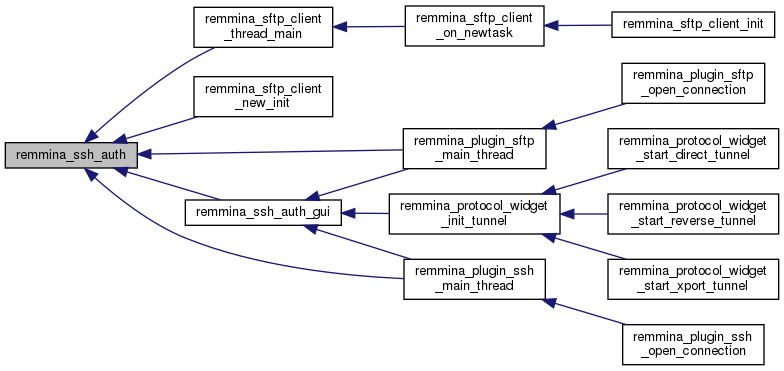 remmina_sftp_client
_thread_main
remmina_sftp_client
_on_newtask
remmina_sftp_client_init
remmina_sftp_client
_new_init
remmina_plugin_sftp
_open_connection
remmina_ssh_auth
remmina_plugin_sftp
_main_thread
remmina_protocol_widget
_start_direct_tunnel
remmina_ssh_auth_gui
remmina_protocol_widget
_init_tunnel
remmina_protocol_widget
_start_reverse_tunnel
remmina_plugin_ssh
_main_thread
remmina_protocol_widget
_start_xport_tunnel
remmina_plugin_ssh
_open_connection